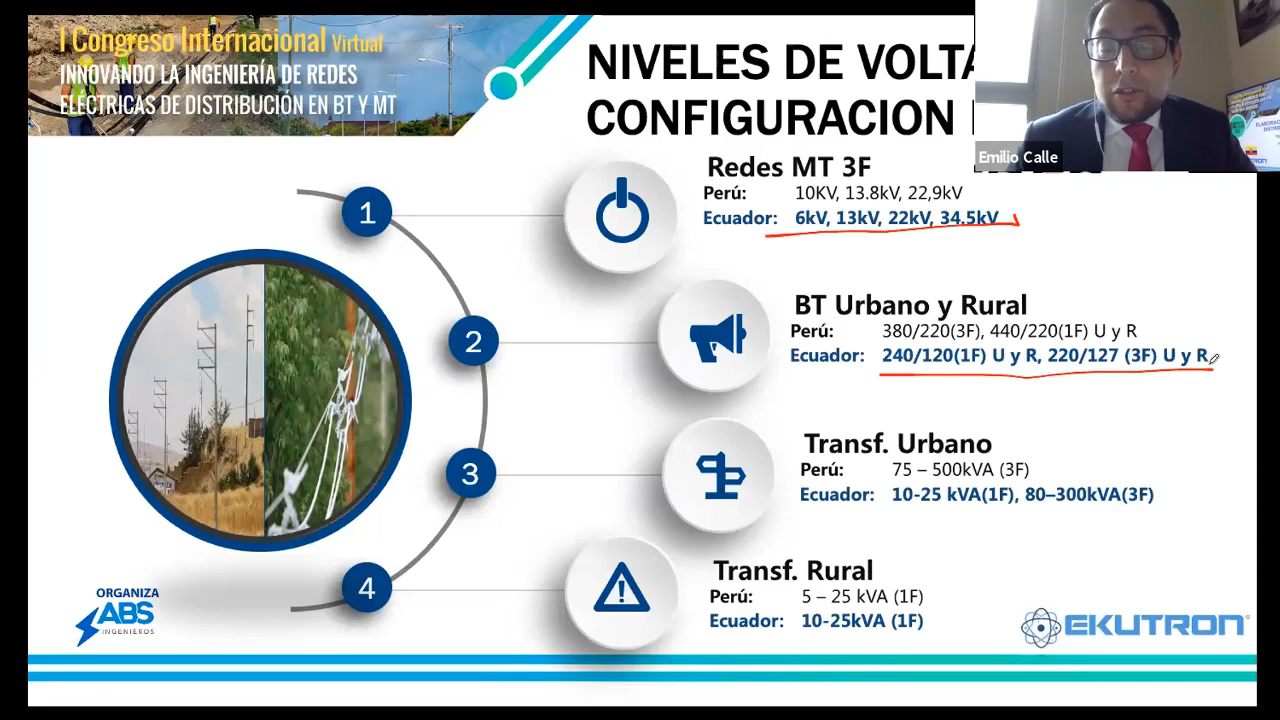 I Congreso Internacional Virtual
INNOVANDO LA INGENIERÍA DE REDES
ELÉCTRICAS DE DISTRIBUCIÓN EN BT Y MT
NIVELES DE
CONFIGURACION
Emilio Calle
1
Redes MT 3F
Perú: 10KV, 13.8kV, 22,9kV
Ecuador: 6kV, 13kV, 22kV, 34.5kV
2
BT Urbano y Rural
Perú: 380/220(3F), 440/220(1F) U y R
Ecuador: 240/120(1F) U y R, 220/127 (3F) U y R
3
Transf. Urbano
Perú: 75 – 500kVA (3F)
Ecuador: 10-25 kVA(1F), 80–300kVA(3F)
4
Transf. Rural
Perú: 5 – 25 kVA (1F)
Ecuador: 10-25kVA (1F)
ORGANIZA
ABS
INGENIEROS
EKUTRON